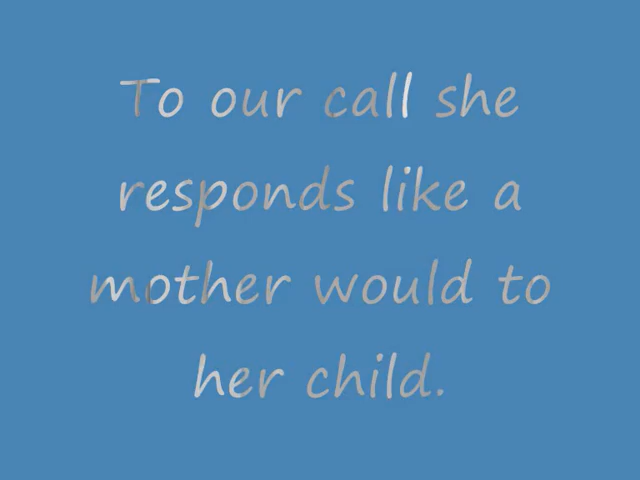 To our call she
responds like a
mother would to
her child.